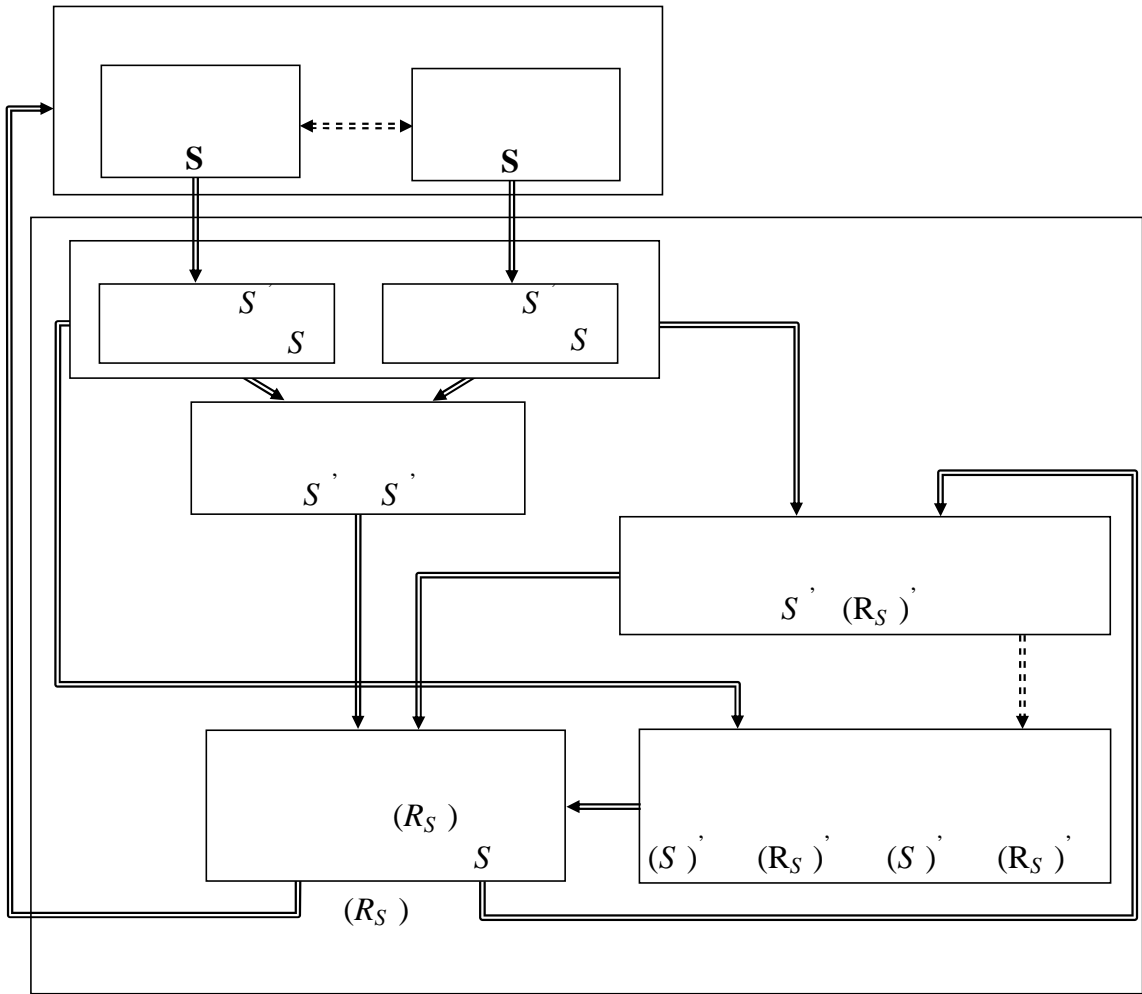 S S
S ’ S ’
S S
S ’ S ’
S ’ (R_S )’
(R_S )
S
(S )’ (R_S )’ (S )’ (R_S )’
(R_S )